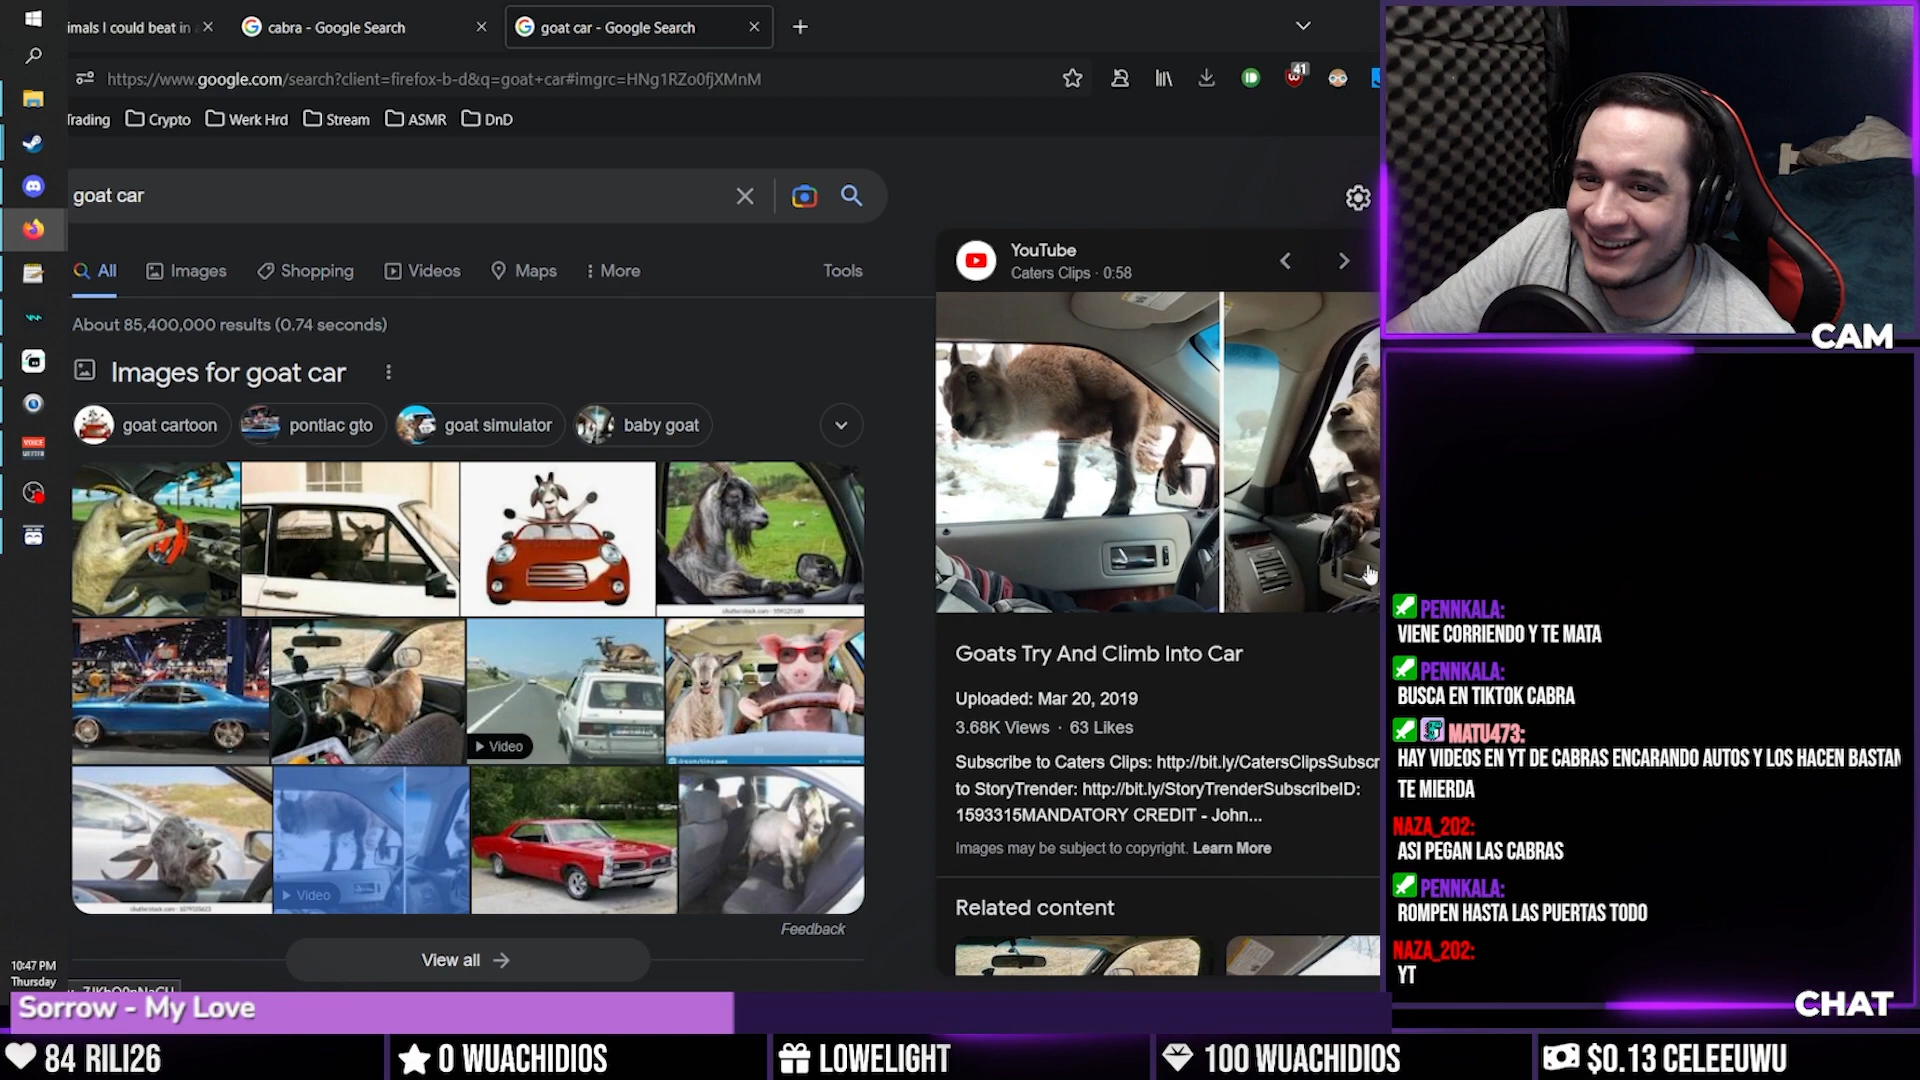 imals I could beat in
cabra - Google Search
goat car - Google Search
https://www.google.com/search?client=firefox-b-d&q=goat+car#imgrc=HNg1RZo0fjXMnM
41
Trading
Crypto
Werk Hrd
Stream
ASMR
DnD
goat car
All
Images
Shopping
Videos
Maps
More
Tools
About 85,400,000 results (0.74 seconds)
Images for goat car
goat cartoon
pontiac gto
goat simulator
baby goat
Video
Video
Feedback
View all
YouTube
Caters Clips · 0:58
Goats Try And Climb Into Car
Uploaded: Mar 20, 2019
3.68K Views · 63 Likes
Subscribe to Caters Clips: http://bit.ly/CatersClipsSubscr
to StoryTrender: http://bit.ly/StoryTrenderSubscribeID:
1593315MANDATORY CREDIT - John...
Images may be subject to copyright. Learn More
Related content
CAM
PENNKALA:
VIENE CORRIENDO Y TE MATA
PENNKALA:
BUSCA EN TIKTOK CABRA
MATU473:
HAY VIDEOS EN YT DE CABRAS ENCARANDO AUTOS Y LOS HACEN BASTAN
TE MIERDA
NAZA_202:
ASI PEGAN LAS CABRAS
PENNKALA:
ROMPEN HASTA LAS PUERTAS TODO
NAZA_202:
YT
CHAT
10:47 PM
Thursday
Sorrow - My Love
84 RILI26
0 WUACHIDIOS
LOWELIGHT
100 WUACHIDIOS
$0.13 CELEEUWU